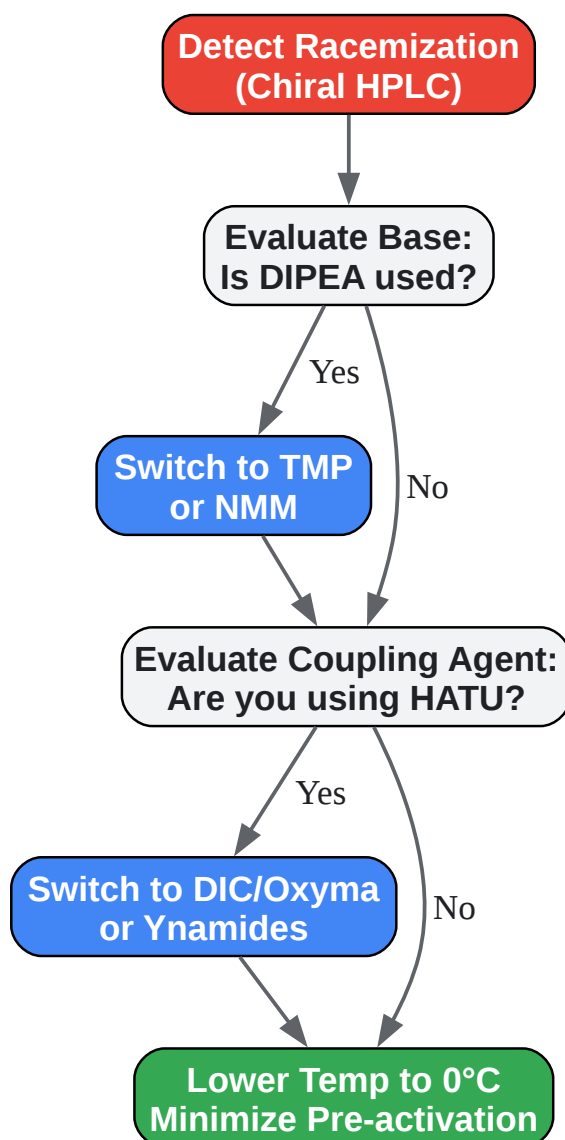 Detect Racemization
(Chiral HPLC)
Evaluate Base:
Is DIPEA used?
Yes
Switch to TMP
or NMM
No
Evaluate Coupling Agent:
Are you using HATU?
Yes
Switch to DIC/Oxyma
or Ynamides
No
Lower Temp to 0°C
Minimize Pre-activation